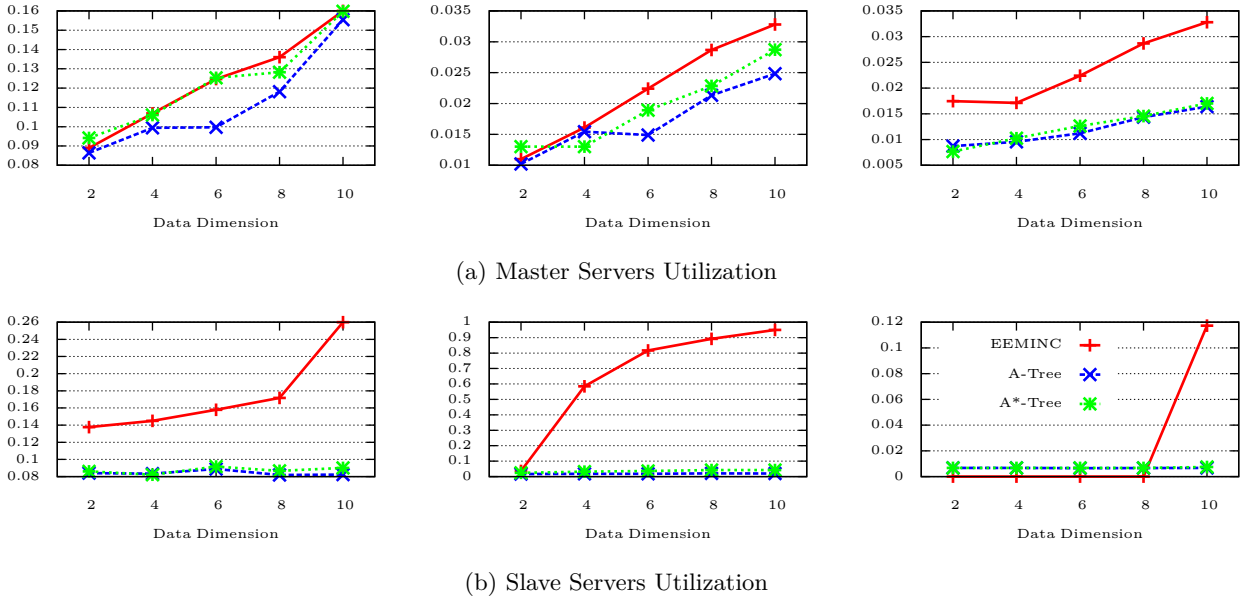 0.16
0.15
0.14
0.13
0.12
0.11
0.1
0.09
0.08
2 4 6 8 10
Data Dimension
0.035
0.03
0.025
0.02
0.015
0.01
2 4 6 8 10
Data Dimension
0.035
0.03
0.025
0.02
0.015
0.01
0.005
2 4 6 8 10
Data Dimension
(a) Master Servers Utilization
0.26
0.24
0.22
0.2
0.18
0.16
0.14
0.12
0.1
0.08
2 4 6 8 10
Data Dimension
1
0.9
0.8
0.7
0.6
0.5
0.4
0.3
0.2
0.1
0
2 4 6 8 10
Data Dimension
0.12
0.1
0.08
0.06
0.04
0.02
0
EEMINC
A-Tree
A*-Tree
2 4 6 8 10
Data Dimension
(b) Slave Servers Utilization